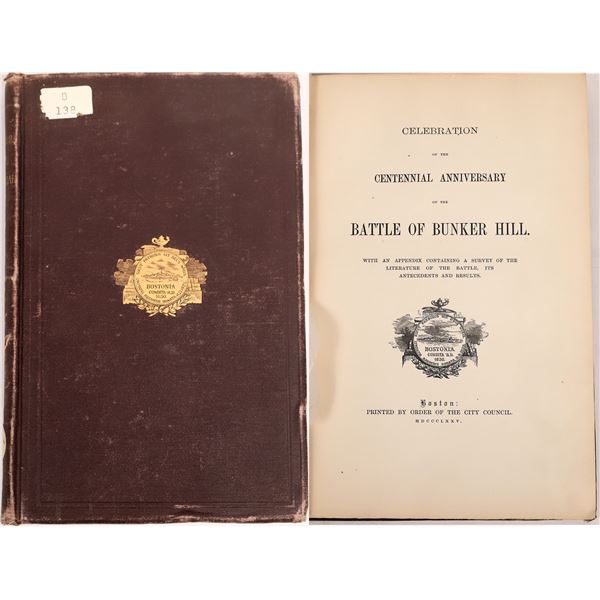 D
138
BOSTONIA
CONDITA A.D.
1630.
CELEBRATION
OF THE
CENTENNIAL ANNIVERSARY
OF THE
BATTLE OF BUNKER HILL.
WITH AN APPENDIX CONTAINING A SURVEY OF THE
LITERATURE OF THE BATTLE, ITS
ANTECEDENTS AND RESULTS.
BOSTONIA.
CONDITA A.D.
1630.
Boston:
PRINTED BY ORDER OF THE CITY COUNCIL.
MDCCCLXXV.